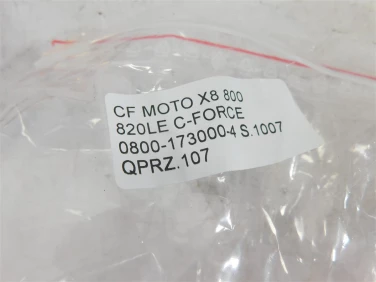 CF MOTO X8 800
820LE C-FORCE
0800-173000-4 S.1007
QPRZ.107